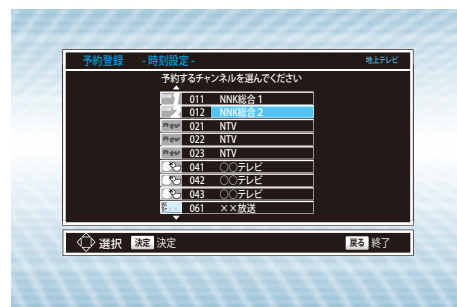 予約登録 - 時刻設定 - 地上テレビ
予約するチャンネルを選んでください
011 NNK総合1
012 NNK総合2
new 021 NTV
new 022 NTV
new 023 NTV
041 ○○テレビ
042 ○○テレビ
043 ○○テレビ
061 ××放送
選択 決定 決定 戻る 終了